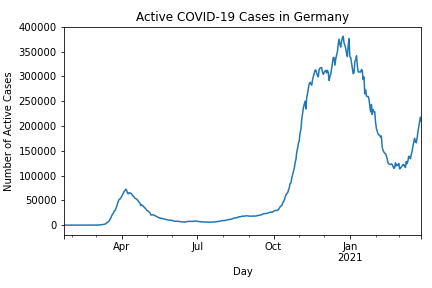 Active COVID-19 Cases in Germany
400000
350000
300000
250000
200000
150000
100000
50000
0
Number of Active Cases
Apr
Jul
Oct
Jan
2021
Day